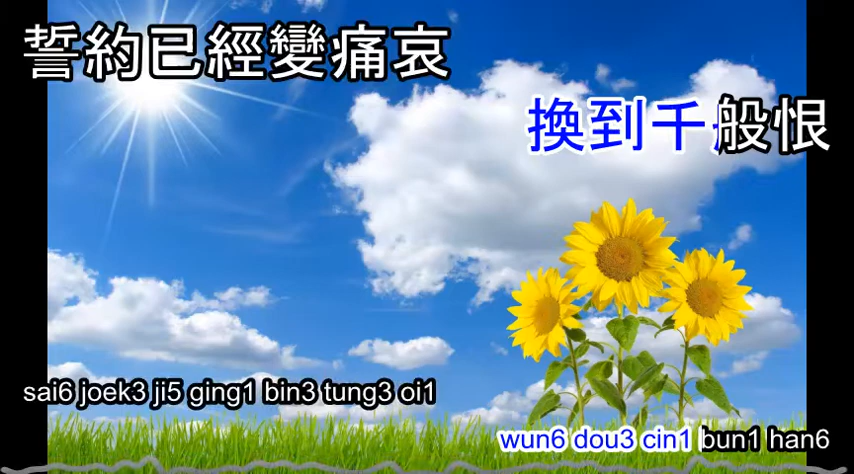 誓約已經變痛哀
換到千般恨
sai6 joek3 ji5 ging1 bin3 tung3 oi1
wun6 dou3 cin1 bun1 han6